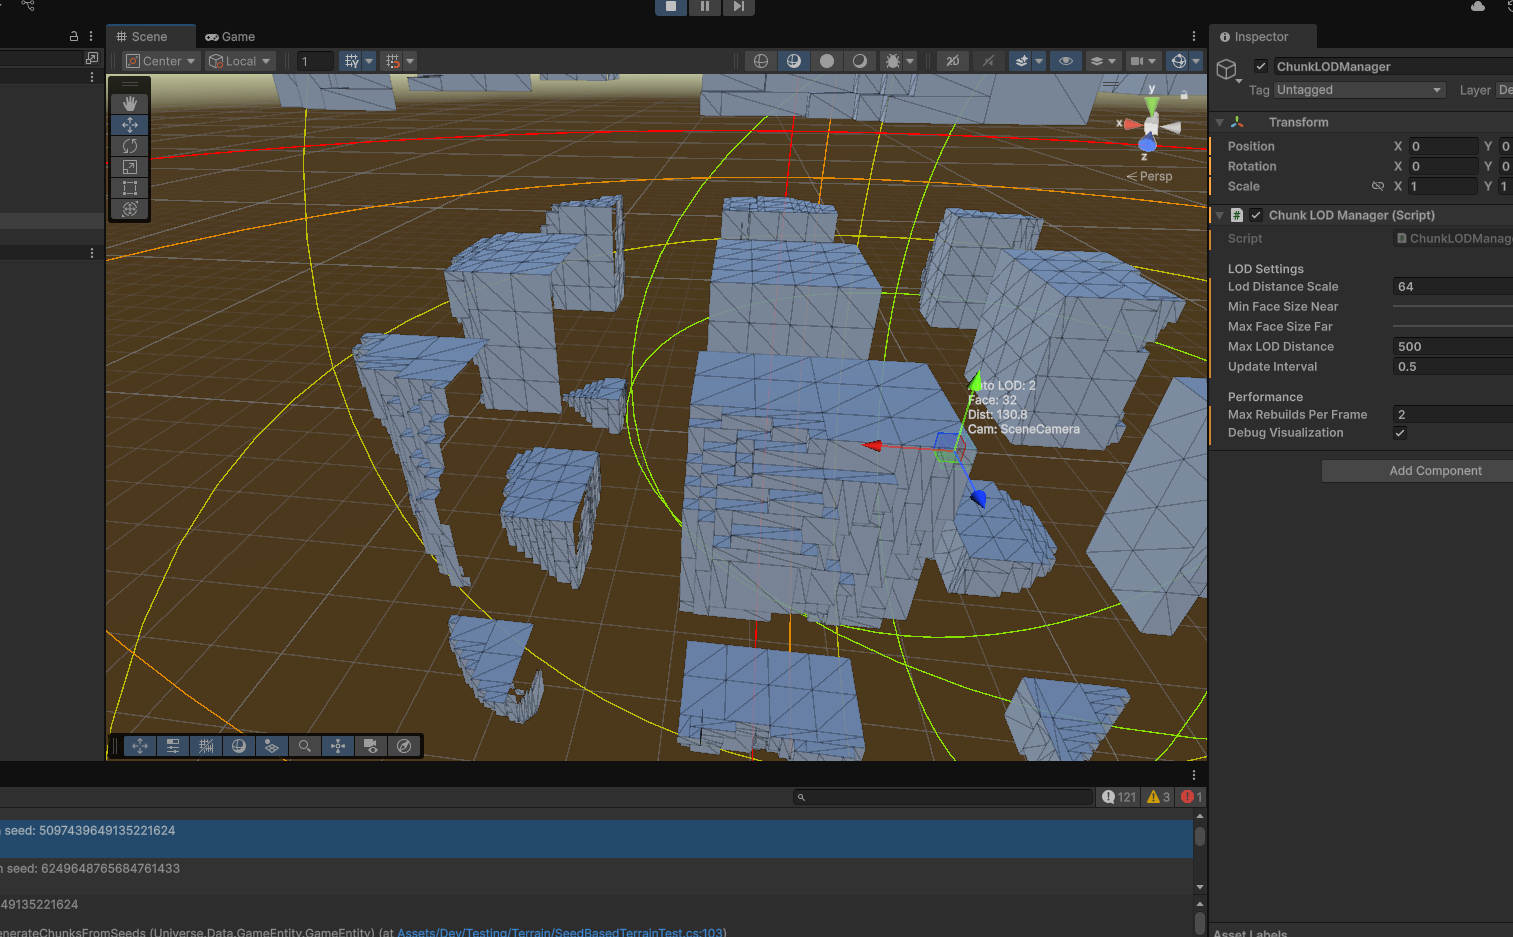 Scene
Game
Inspector
Center
Local
1
2D
ChunkLODManager
Tag
Untagged
Layer
De
Transform
Position
X
0
Y
0
Rotation
X
0
Y
0
Scale
X
1
Y
1
y
x
z
Persp
Chunk LOD Manager (Script)
Script
ChunkLODManag
LOD Settings
Lod Distance Scale
64
Min Face Size Near
Max Face Size Far
Max LOD Distance
500
Update Interval
0.5
Performance
Max Rebuilds Per Frame
2
Debug Visualization
Add Component
LOD: 2
Face: 32
Dist: 130.8
Cam: SceneCamera
121
3
1
seed: 5097439649135221624
n seed: 6249648765684761433
49135221624
enerateChunksFromSeeds (Universe.Data.GameEntity.GameEntity) (at Assets/Dev/Testing/Terrain/SeedBasedTerrainTest.cs:103)
Asset Labels